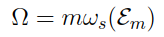 Ω = mω_s(ℰ_m)